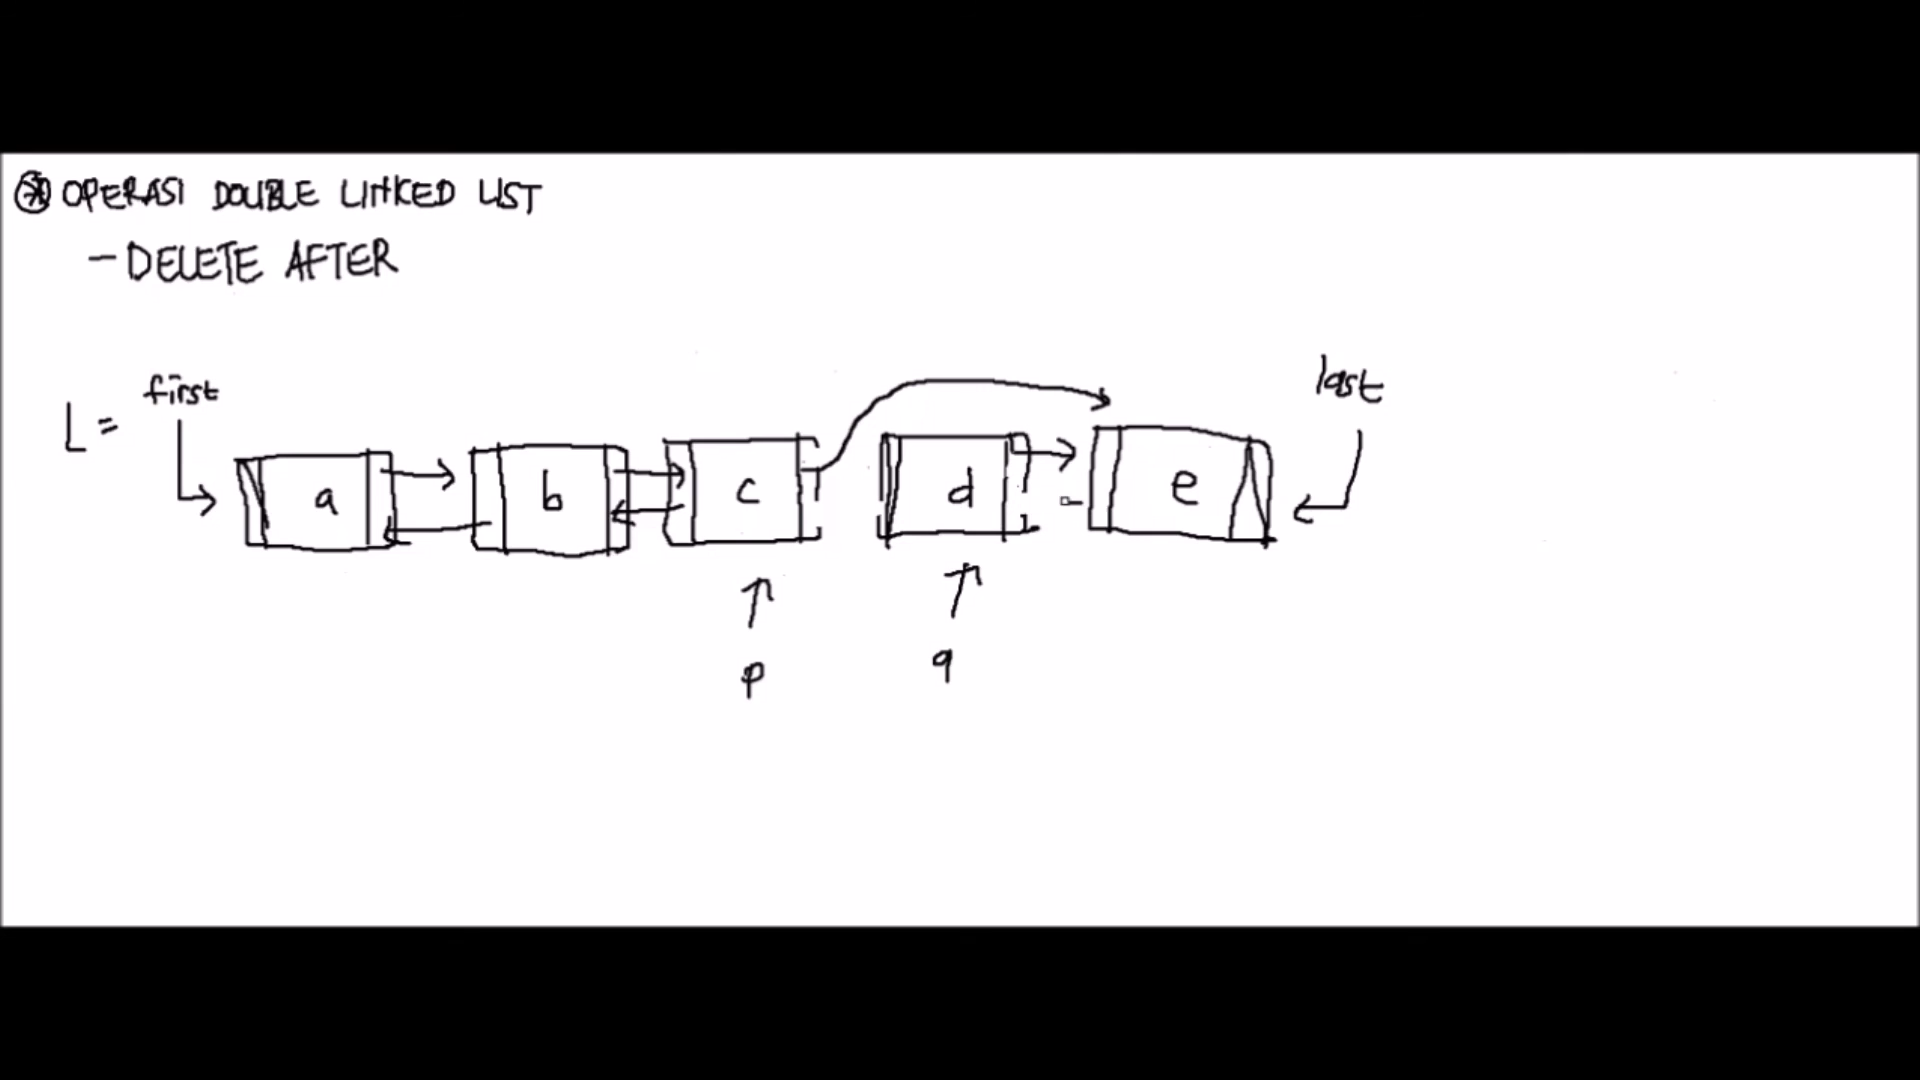 OPERASI DOUBLE LINKED LIST
- DELETE AFTER
first
last
L =
a b c d e
p q